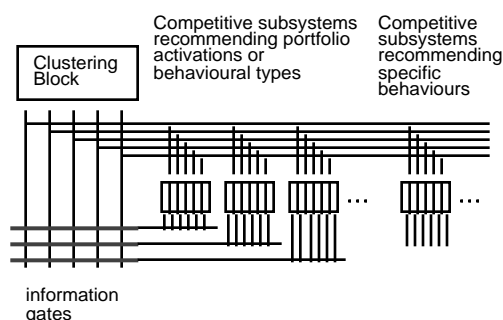 Clustering
Block
Competitive subsystems
recommending portfolio
activations or
behavioural types
Competitive
subsystems
recommending
specific
behaviours
...
...
information
gates